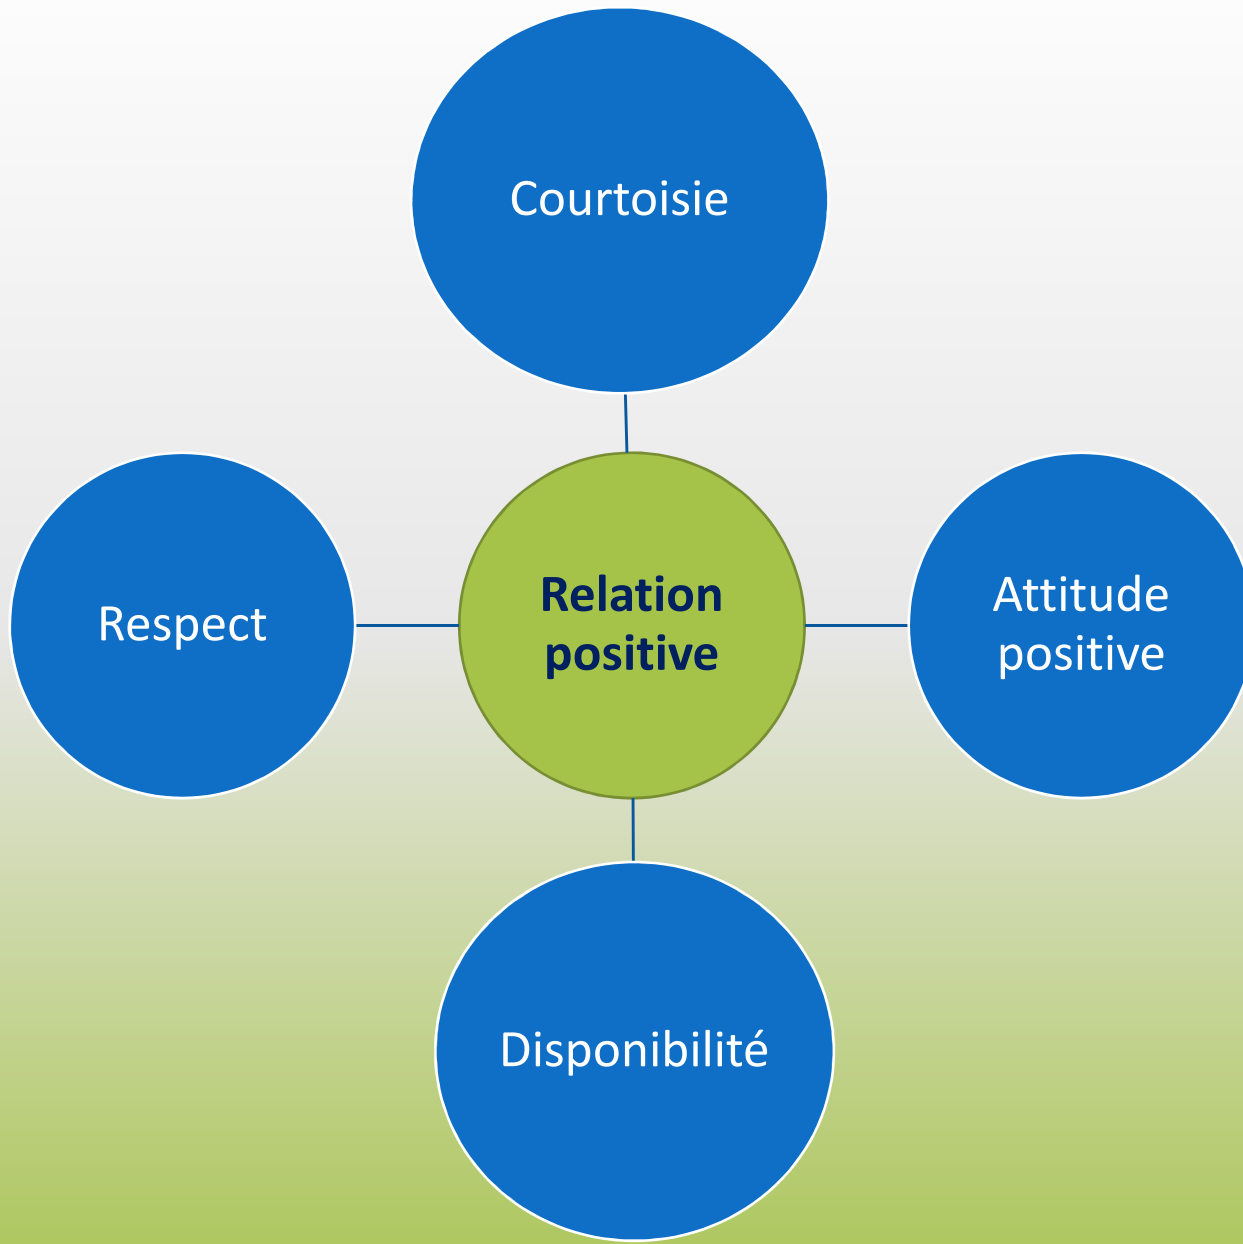 Courtoisie
Respect
Relation
positive
Attitude
positive
Disponibilité